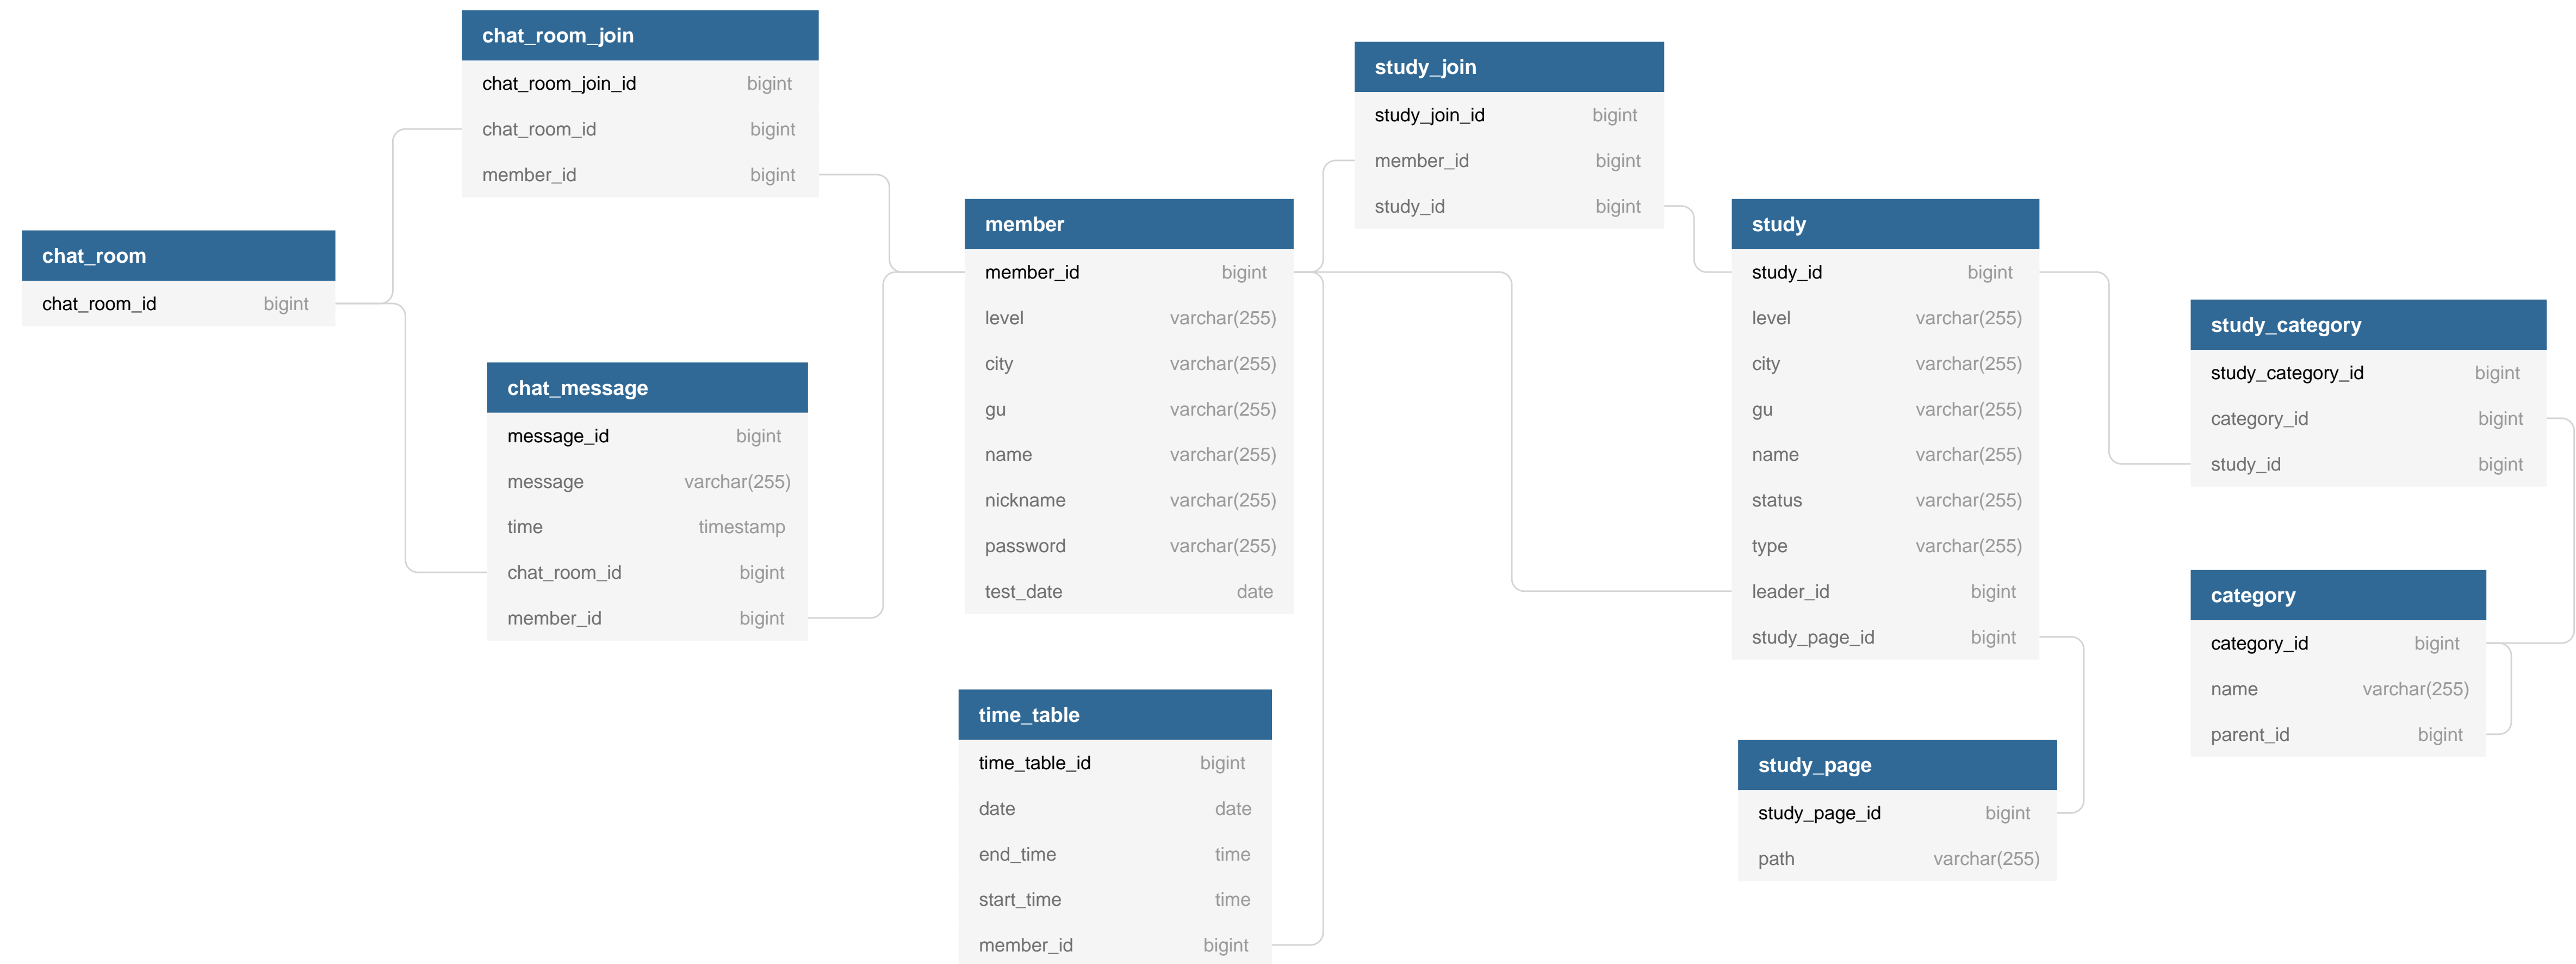 chat_room_join
chat_room_join_id bigint
chat_room_id bigint
member_id bigint
chat_room
chat_room_id bigint
chat_message
message_id bigint
message varchar(255)
time timestamp
chat_room_id bigint
member_id bigint
member
member_id bigint
level varchar(255)
city varchar(255)
gu varchar(255)
name varchar(255)
nickname varchar(255)
password varchar(255)
test_date date
time_table
time_table_id bigint
date date
end_time time
start_time time
member_id bigint
study_join
study_join_id bigint
member_id bigint
study_id bigint
study
study_id bigint
level varchar(255)
city varchar(255)
gu varchar(255)
name varchar(255)
status varchar(255)
type varchar(255)
leader_id bigint
study_page_id bigint
study_page
study_page_id bigint
path varchar(255)
study_category
study_category_id bigint
category_id bigint
study_id bigint
category
category_id bigint
name varchar(255)
parent_id bigint